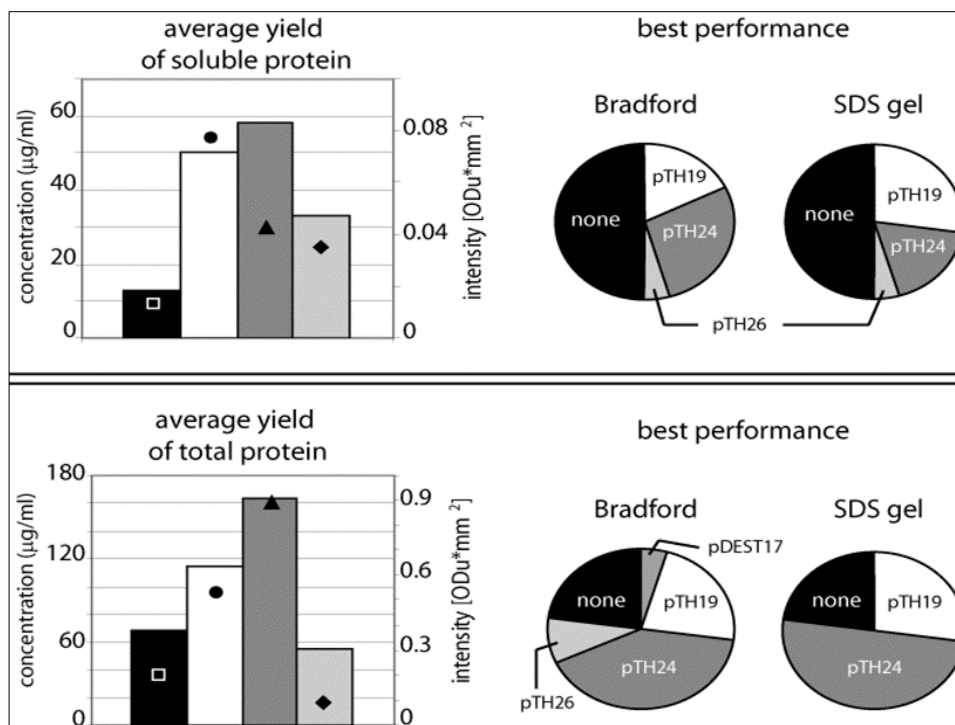 average yield
of soluble protein
best performance
Bradford
SDS gel
concentration (μg/ml)
60
40
20
0
0.08
0.04
0
intensity [ODu*mm 2]
none
pTH19
pTH24
none
pTH19
pTH24
pTH26
average yield
of total protein
best performance
Bradford
SDS gel
concentration (μg/ml)
180
120
60
0
0.9
0.6
0.3
0
intensity [ODu*mm 2]
pDEST17
none
pTH19
pTH24
pTH26
none
pTH19
pTH24